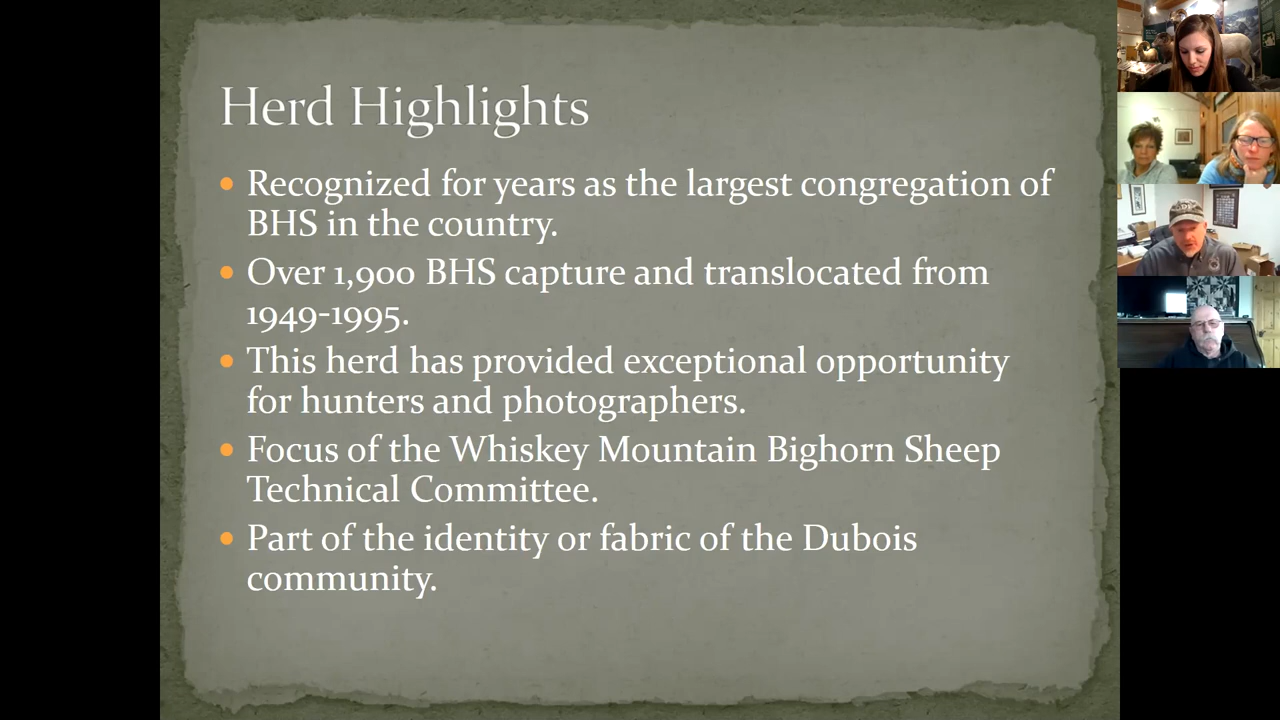 Herd Highlights
• Recognized for years as the largest congregation of
BHS in the country.
• Over 1,900 BHS capture and translocated from
1949-1995.
• This herd has provided exceptional opportunity
for hunters and photographers.
• Focus of the Whiskey Mountain Bighorn Sheep
Technical Committee.
• Part of the identity or fabric of the Dubois
community.